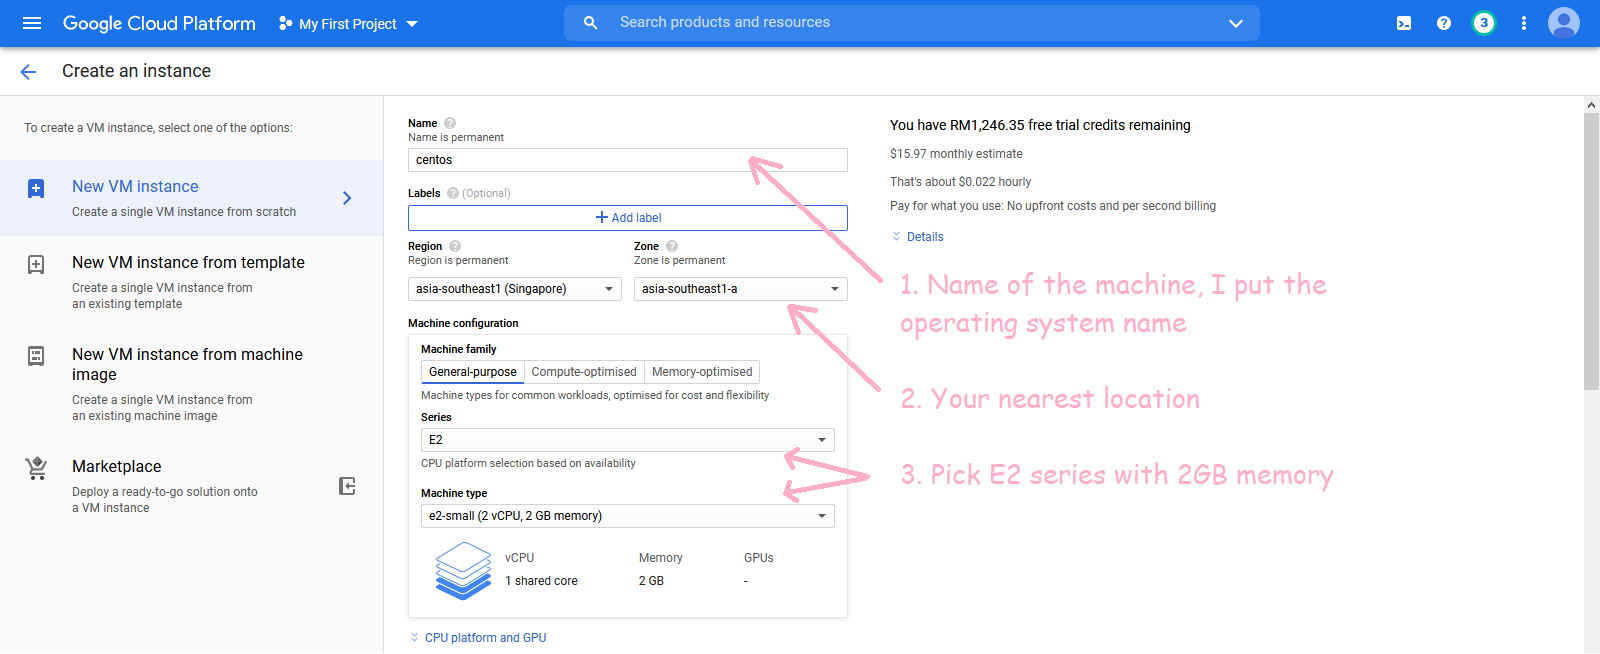 Google Cloud Platform
My First Project
Search products and resources
3
Create an instance
To create a VM instance, select one of the options:
New VM instance
Create a single VM instance from scratch
New VM instance from template
Create a single VM instance from
an existing template
New VM instance from machine
image
Create a single VM instance from
an existing machine image
Marketplace
Deploy a ready-to-go solution onto
a VM instance
Name
Name is permanent
centos
Labels (Optional)
+ Add label
Region
Region is permanent
asia-southeast1 (Singapore)
Zone
Zone is permanent
asia-southeast1-a
Machine configuration
Machine family
General-purpose
Compute-optimised
Memory-optimised
Machine types for common workloads, optimised for cost and flexibility
Series
E2
CPU platform selection based on availability
Machine type
e2-small (2 vCPU, 2 GB memory)
vCPU
1 shared core
Memory
2 GB
GPUs
-
CPU platform and GPU
You have RM1,246.35 free trial credits remaining
$15.97 monthly estimate
That's about $0.022 hourly
Pay for what you use: No upfront costs and per second billing
Details
1. Name of the machine, I put the
operating system name
2. Your nearest location
3. Pick E2 series with 2GB memory